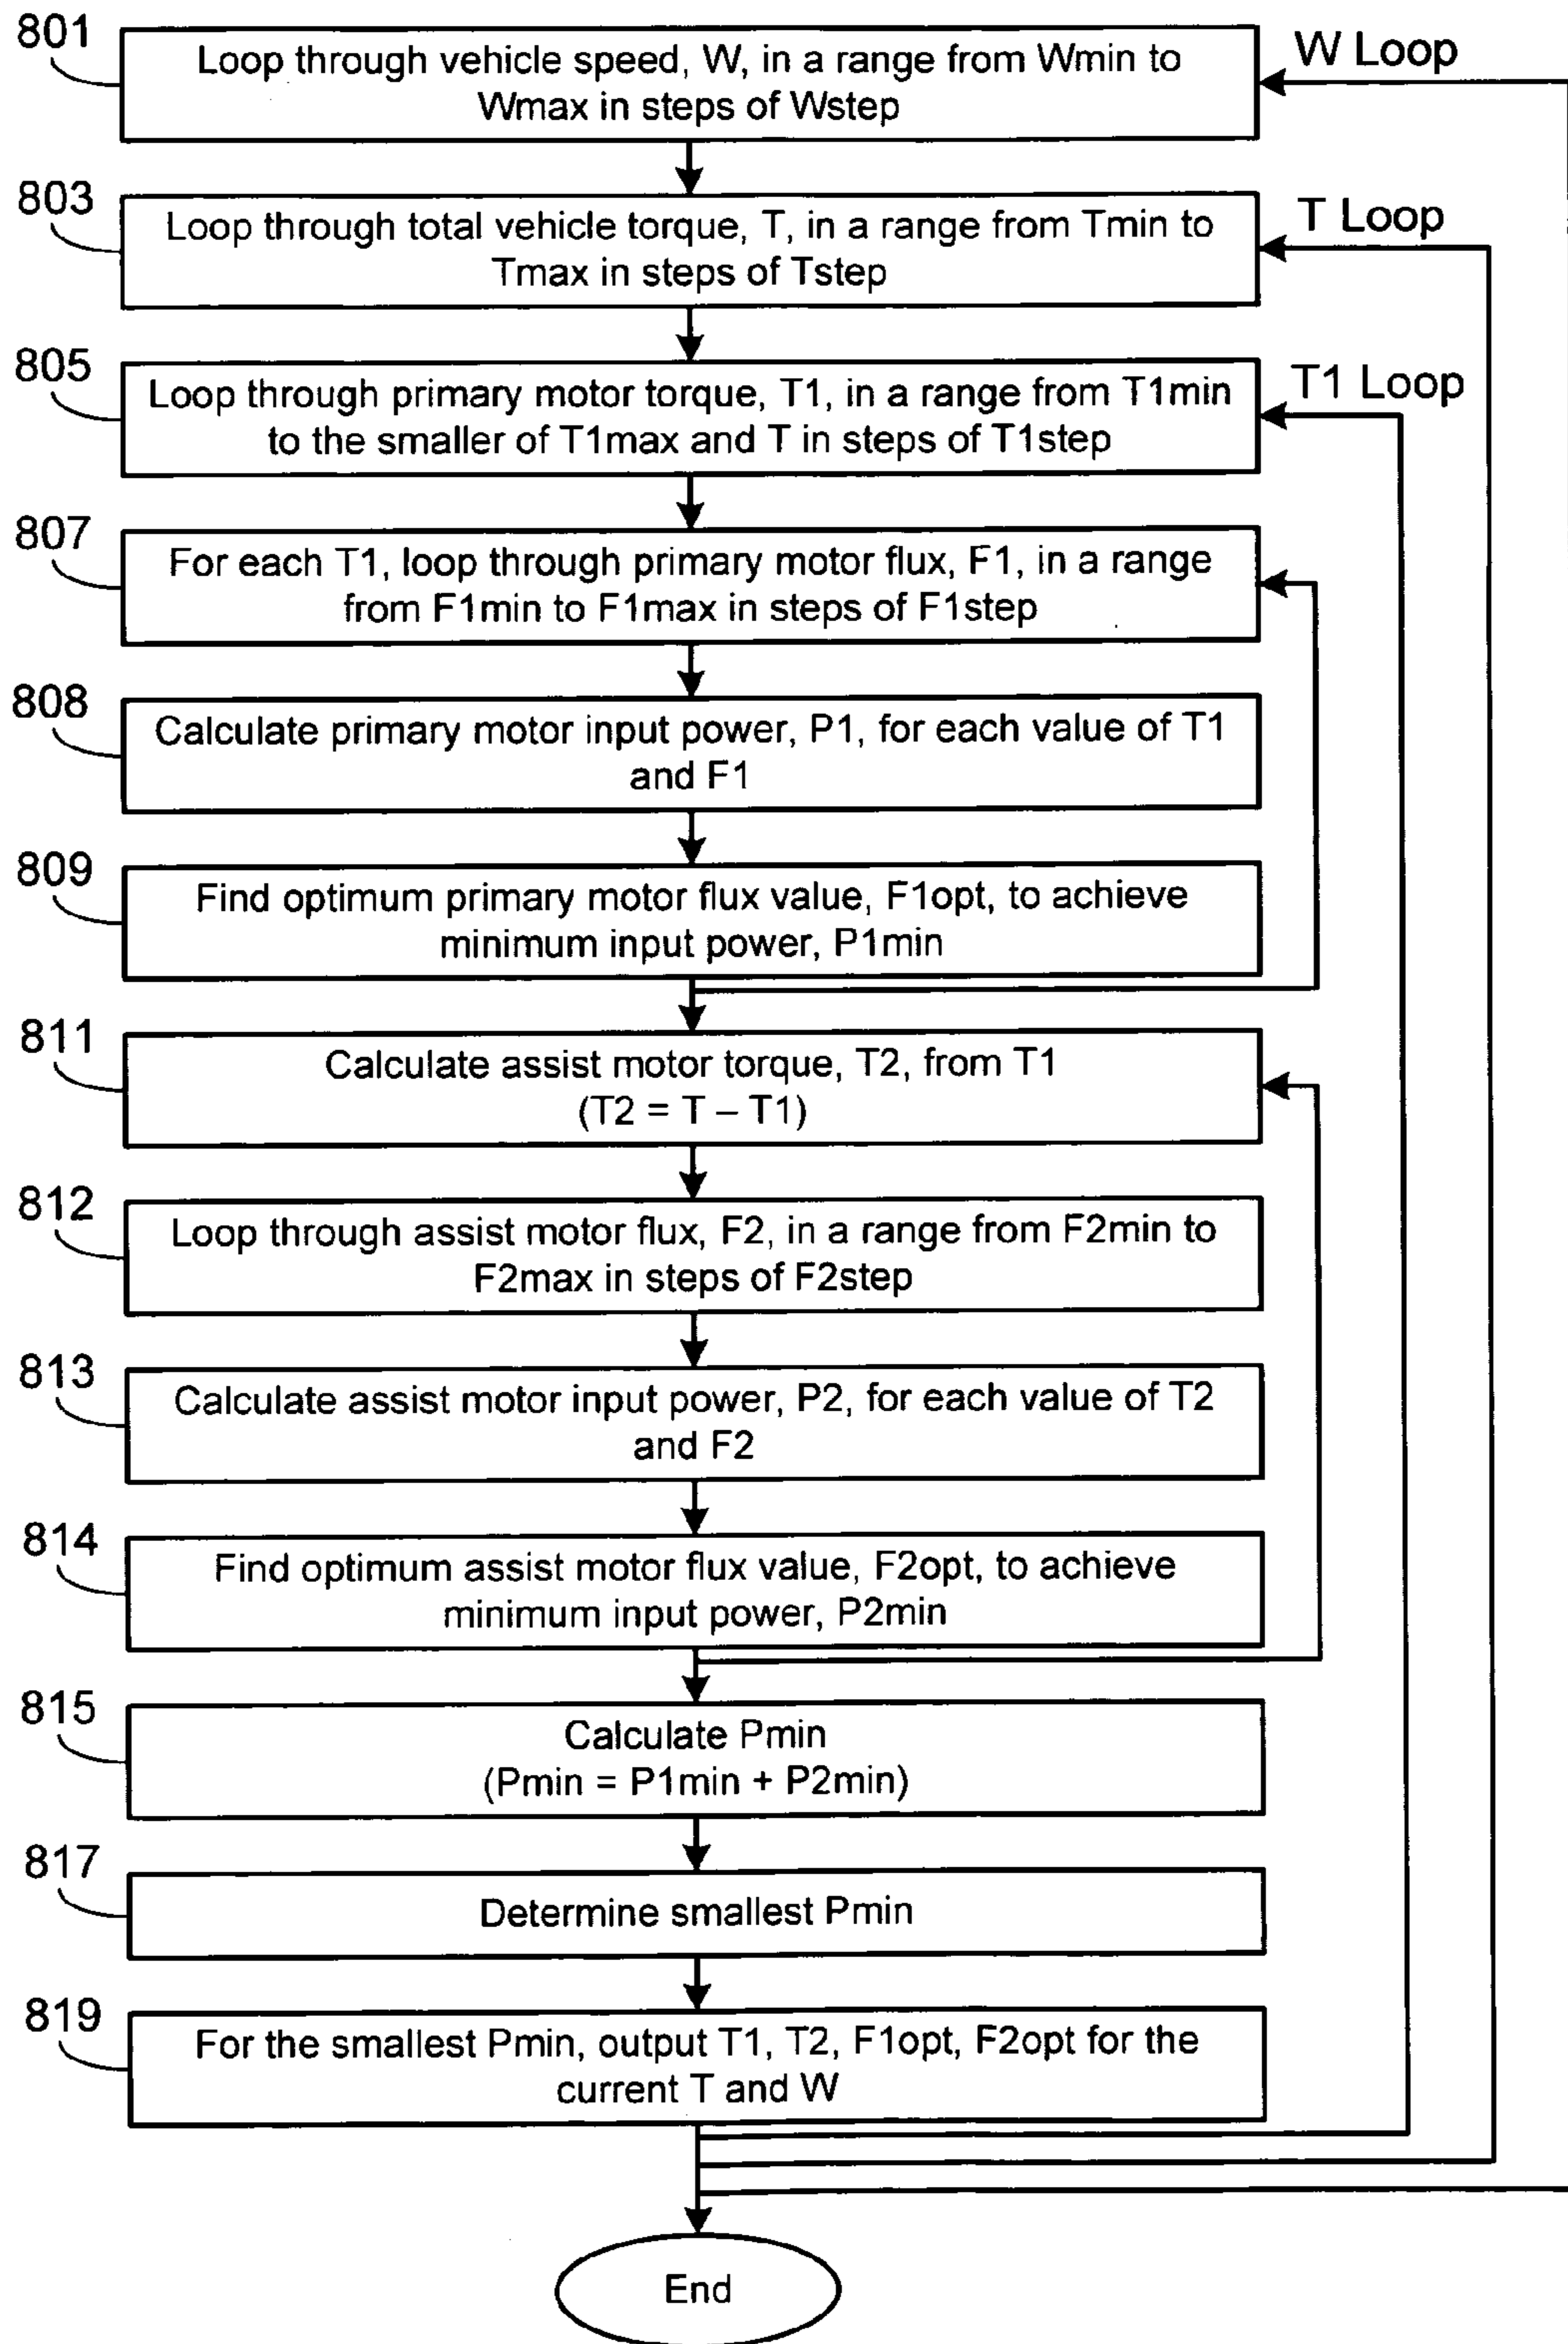 801
Loop through vehicle speed, W, in a range from Wmin to
Wmax in steps of Wstep
W Loop
803
Loop through total vehicle torque, T, in a range from Tmin to
Tmax in steps of Tstep
T Loop
805
Loop through primary motor torque, T1, in a range from T1min
to the smaller of T1max and T in steps of T1step
T1 Loop
807
For each T1, loop through primary motor flux, F1, in a range
from F1min to F1max in steps of F1step
808
Calculate primary motor input power, P1, for each value of T1
and F1
809
Find optimum primary motor flux value, F1opt, to achieve
minimum input power, P1min
811
Calculate assist motor torque, T2, from T1
(T2 = T – T1)
812
Loop through assist motor flux, F2, in a range from F2min to
F2max in steps of F2step
813
Calculate assist motor input power, P2, for each value of T2
and F2
814
Find optimum assist motor flux value, F2opt, to achieve
minimum input power, P2min
815
Calculate Pmin
(Pmin = P1min + P2min)
817
Determine smallest Pmin
819
For the smallest Pmin, output T1, T2, F1opt, F2opt for the
current T and W
End